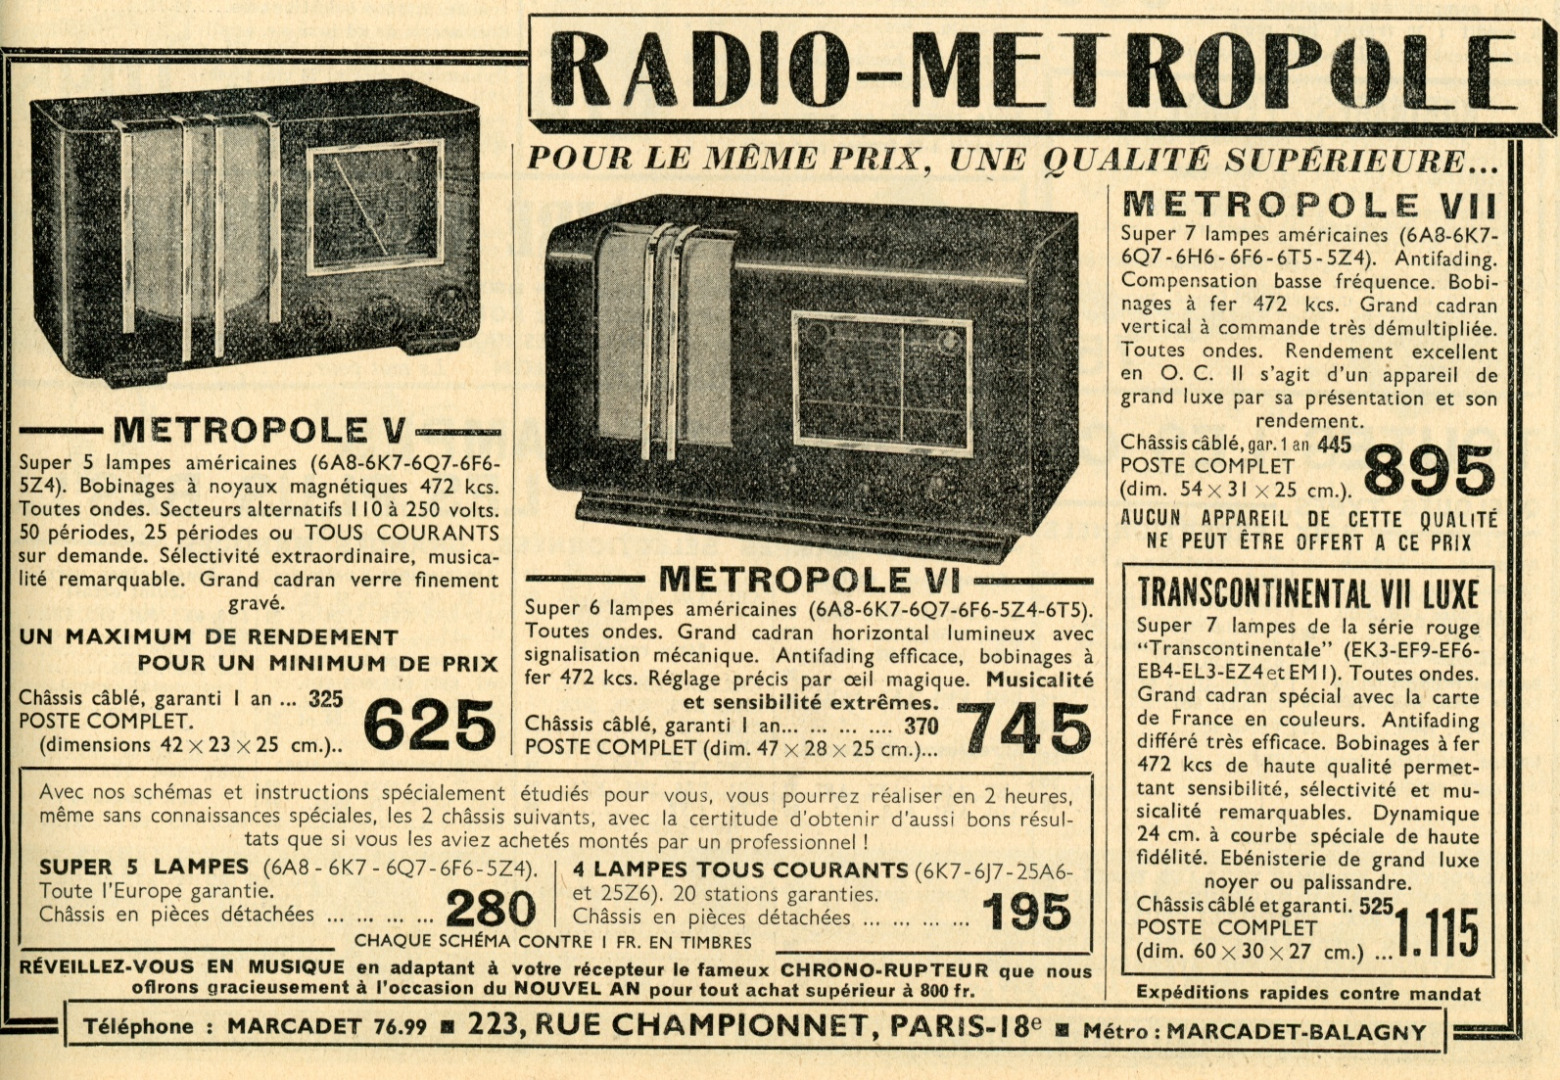 RADIO-METROPOLE
POUR LE MÊME PRIX, UNE QUALITÉ SUPÉRIEURE...
METROPOLE V
Super 5 lampes américaines (6A8-6K7-6Q7-6F6-
5Z4). Bobinages à noyaux magnétiques 472 kcs.
Toutes ondes. Secteurs alternatifs 110 à 250 volts.
50 périodes, 25 périodes ou TOUS COURANTS
sur demande. Sélectivité extraordinaire, musica-
lité remarquable. Grand cadran verre finement
gravé.
UN MAXIMUM DE RENDEMENT
POUR UN MINIMUM DE PRIX
Châssis câblé, garanti 1 an ... 325
POSTE COMPLET.
(dimensions 42 × 23 × 25 cm.)..
625
METROPOLE VI
Super 6 lampes américaines (6A8-6K7-6Q7-6F6-5Z4-6T5).
Toutes ondes. Grand cadran horizontal lumineux avec
signalisation mécanique. Antifading efficace, bobinages à
fer 472 kcs. Réglage précis par œil magique. Musicalité
et sensibilité extrêmes.
Châssis câblé, garanti 1 an... ... ... .... 370
POSTE COMPLET (dim. 47 × 28 × 25 cm.)...
745
METROPOLE VII
Super 7 lampes américaines (6A8-6K7-
6Q7-6H6-6F6-6T5-5Z4). Antifading.
Compensation basse fréquence. Bobi-
nages à fer 472 kcs. Grand cadran
vertical à commande très démultipliée.
Toutes ondes. Rendement excellent
en O. C. Il s'agit d'un appareil de
grand luxe par sa présentation et son
rendement.
Châssis câblé, gar. 1 an 445
POSTE COMPLET
(dim. 54 × 31 × 25 cm.).
895
AUCUN APPAREIL DE CETTE QUALITÉ
NE PEUT ÊTRE OFFERT A CE PRIX
TRANSCONTINENTAL VII LUXE
Super 7 lampes de la série rouge
"Transcontinentale" (EK3-EF9-EF6-
EB4-EL3-EZ4 et EM1). Toutes ondes.
Grand cadran spécial avec la carte
de France en couleurs. Antifading
différé très efficace. Bobinages à fer
472 kcs de haute qualité permet-
tant sensibilité, sélectivité et mu-
sicalité remarquables. Dynamique
24 cm. à courbe spéciale de haute
fidélité. Ebénisterie de grand luxe
noyer ou palissandre.
Châssis câblé et garanti. 525
POSTE COMPLET
(dim. 60 × 30 × 27 cm.) ...
1.115
Expéditions rapides contre mandat
Avec nos schémas et instructions spécialement étudiés pour vous, vous pourrez réaliser en 2 heures,
même sans connaissances spéciales, les 2 châssis suivants, avec la certitude d'obtenir d'aussi bons résul-
tats que si vous les aviez achetés montés par un professionnel !
SUPER 5 LAMPES (6A8 - 6K7 - 6Q7-6F6-5Z4).
Toute l'Europe garantie.
Châssis en pièces détachées ... ... ... ...
280
4 LAMPES TOUS COURANTS (6K7-6J7-25A6-
et 25Z6). 20 stations garanties.
Châssis en pièces détachées ... ... ... ...
195
CHAQUE SCHÉMA CONTRE 1 FR. EN TIMBRES
RÉVEILLEZ-VOUS EN MUSIQUE en adaptant à votre récepteur le fameux CHRONO-RUPTEUR que nous
ofirons gracieusement à l'occasion du NOUVEL AN pour tout achat supérieur à 800 fr.
Téléphone : MARCADET 76.99 ■ 223, RUE CHAMPIONNET, PARIS-18e ■ Métro : MARCADET-BALAGNY